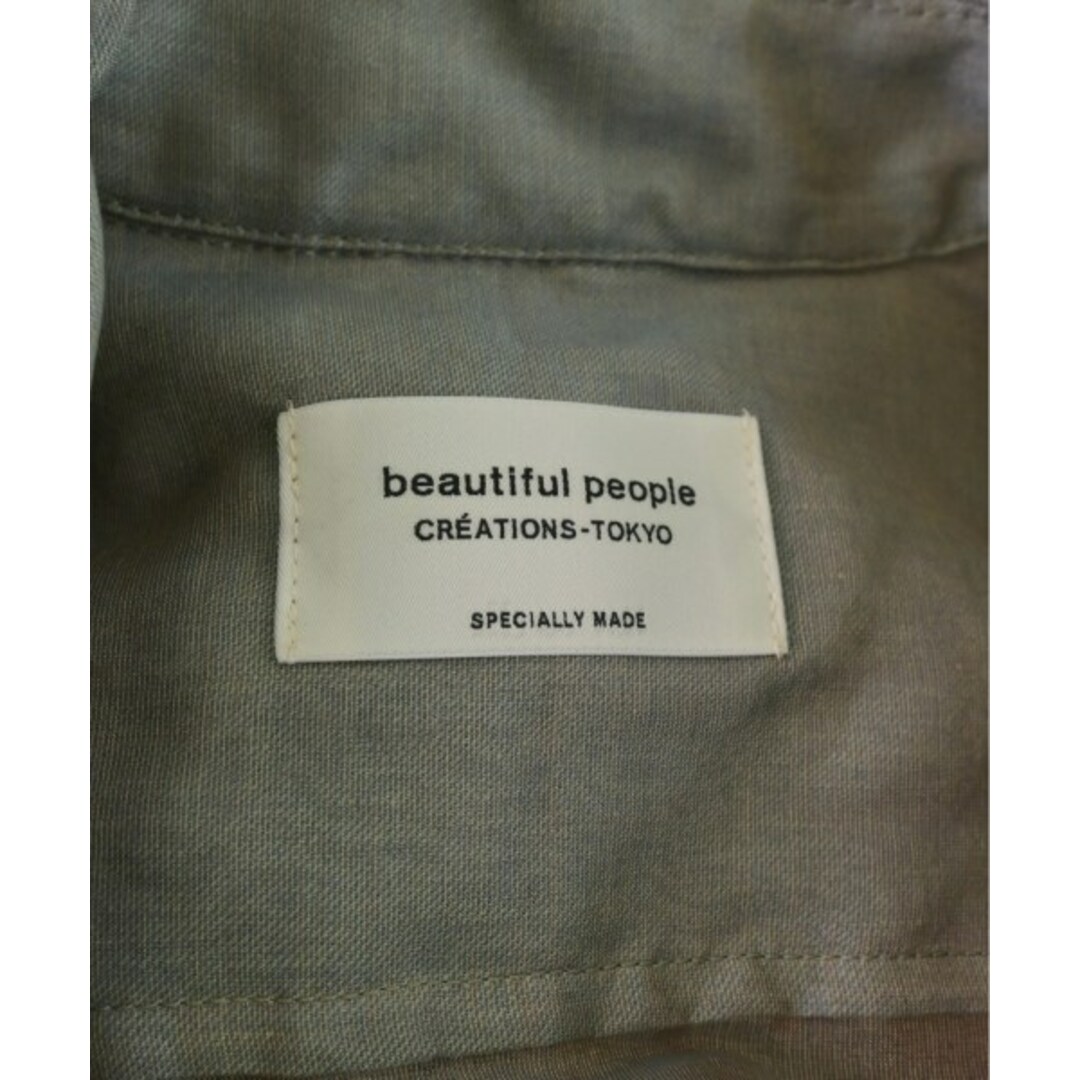 beautiful people
CRÉATIONS-TOKYO
SPECIALLY MADE